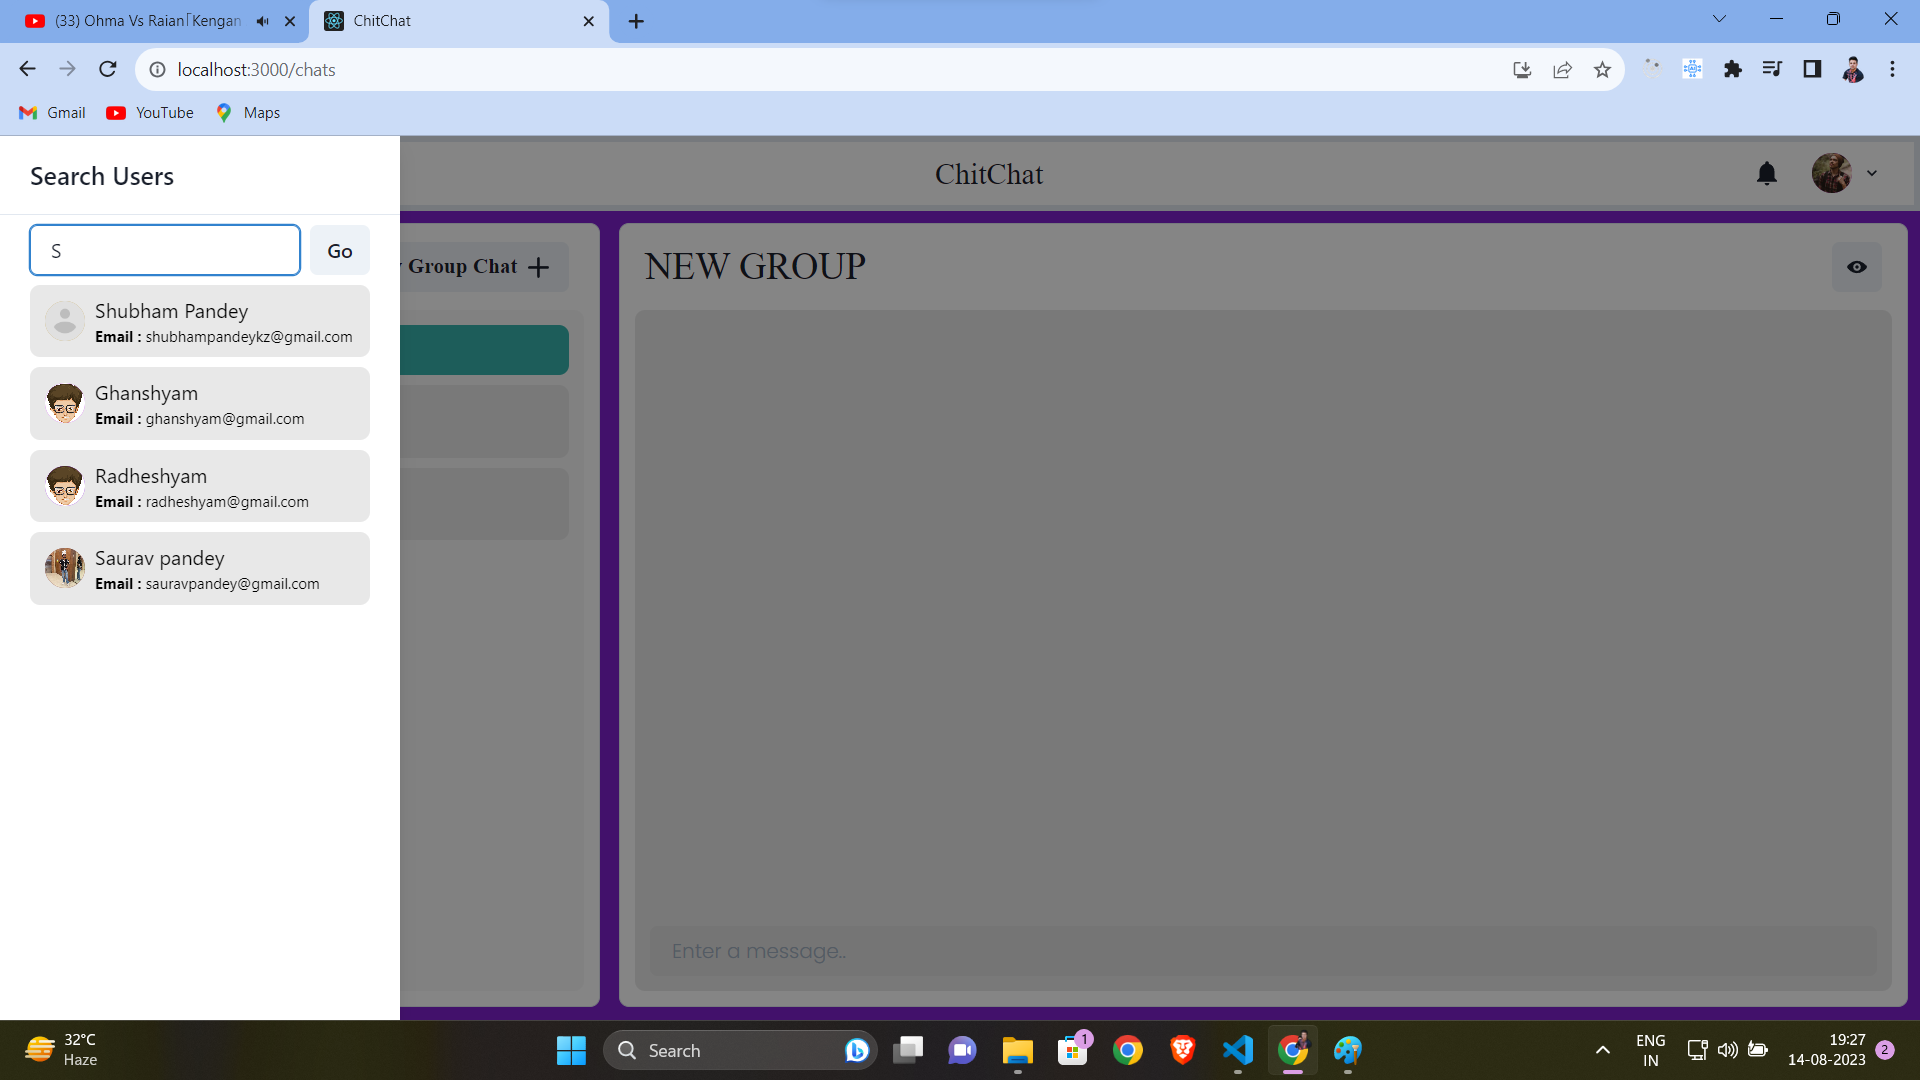 (33) Ohma Vs Raian「Kengan
ChitChat
localhost:3000/chats
Gmail
YouTube
Maps
Search Users
ChitChat
S
Go
Group Chat
NEW GROUP
Shubham Pandey
Email : shubhampandeykz@gmail.com
Ghanshyam
Email : ghanshyam@gmail.com
Radheshyam
Email : radheshyam@gmail.com
Saurav pandey
Email : sauravpandey@gmail.com
Enter a message..
32°C
Haze
Search
1
ENG
IN
19:27
14-08-2023
2